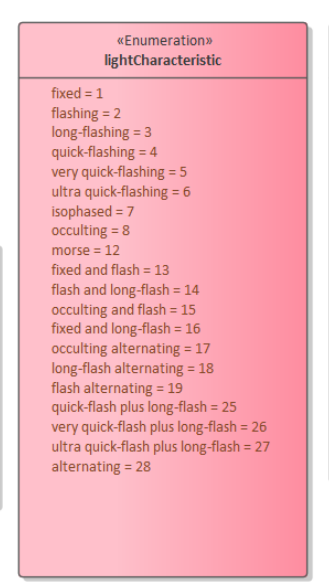 «Enumeration»
lightCharacteristic
fixed = 1
flashing = 2
long-flashing = 3
quick-flashing = 4
very quick-flashing = 5
ultra quick-flashing = 6
isophased = 7
occulting = 8
morse = 12
fixed and flash = 13
flash and long-flash = 14
occulting and flash = 15
fixed and long-flash = 16
occulting alternating = 17
long-flash alternating = 18
flash alternating = 19
quick-flash plus long-flash = 25
very quick-flash plus long-flash = 26
ultra quick-flash plus long-flash = 27
alternating = 28